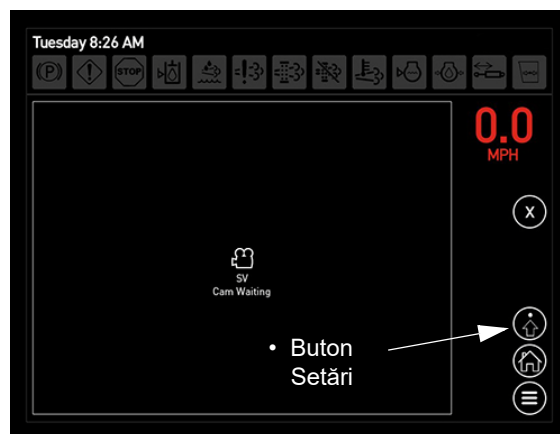 Tuesday 8:26 AM
(P)
STOP
0.0
MPH
X
SV
Cam Waiting
• Buton
Setări